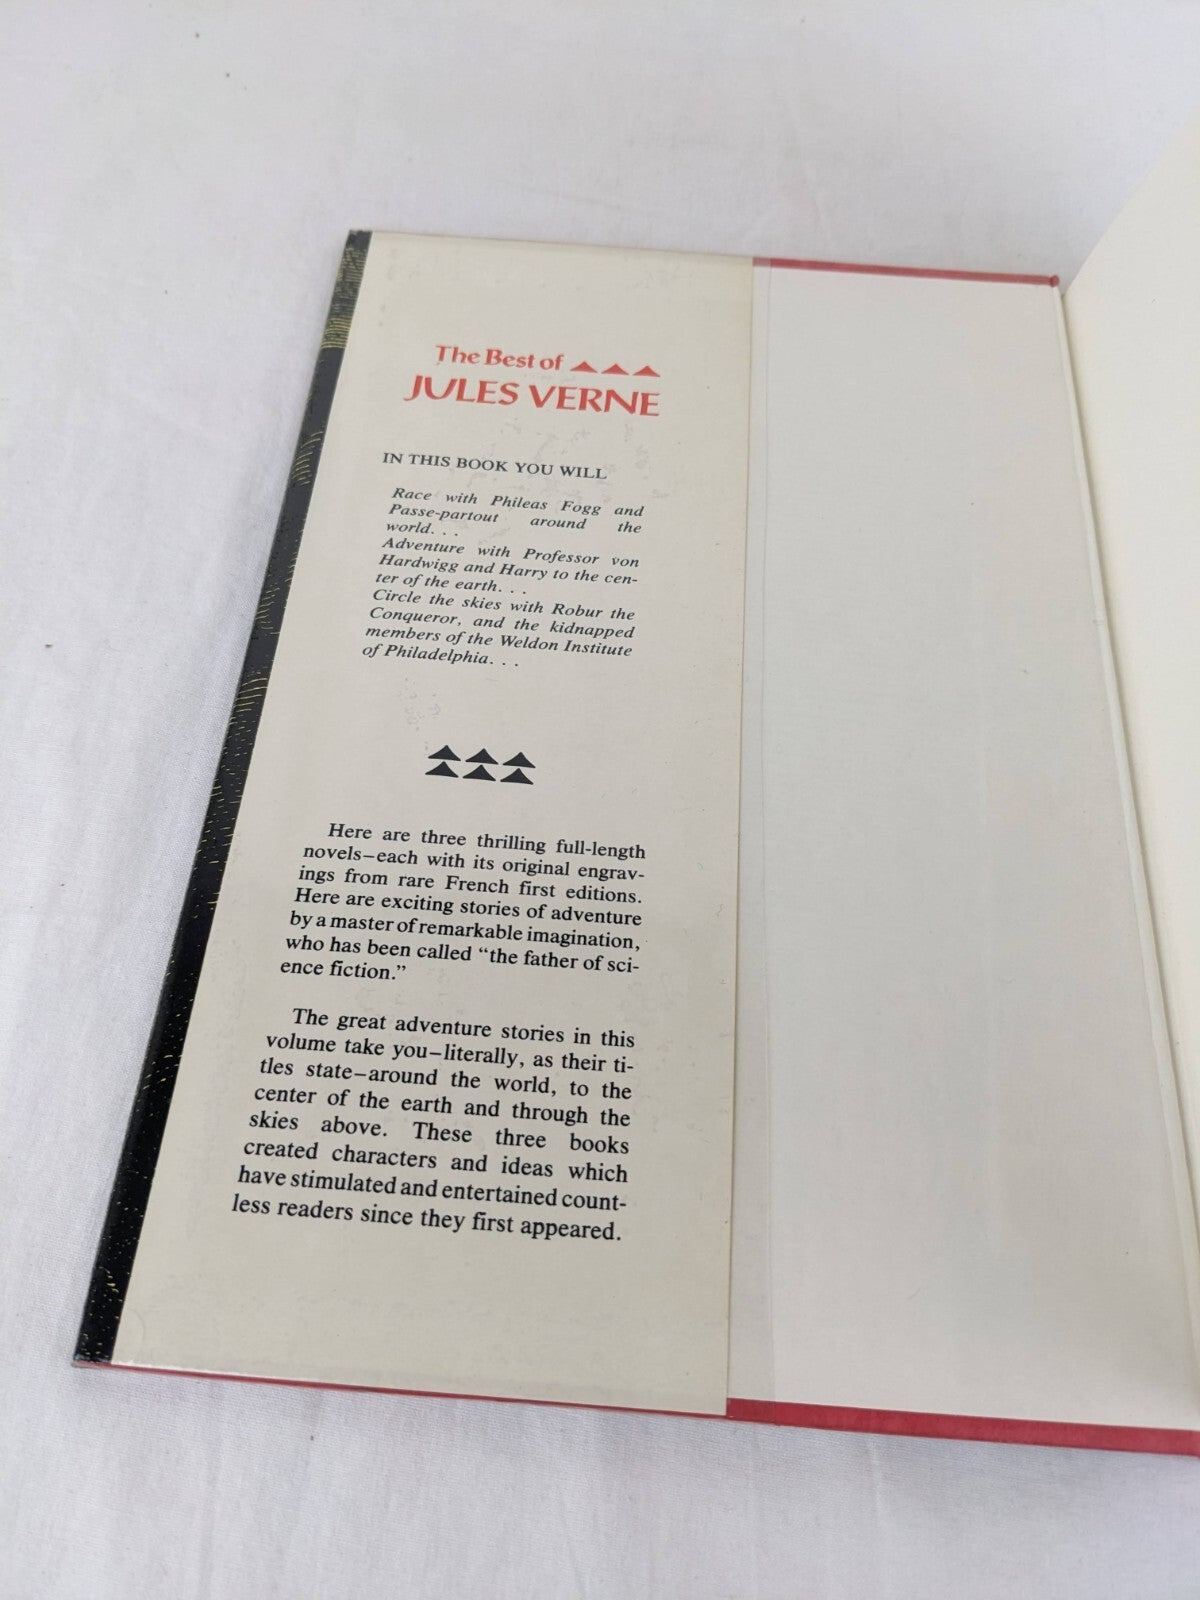 The Best of
JULES VERNE
IN THIS BOOK YOU WILL
Race with Phileas Fogg and
Passe-partout around the
world. . .
Adventure with Professor von
Hardwigg and Harry to the cen-
ter of the earth. . .
Circle the skies with Robur the
Conqueror, and the kidnapped
members of the Weldon Institute
of Philadelphia. . .
Here are three thrilling full-length
novels–each with its original engrav-
ings from rare French first editions.
Here are exciting stories of adventure
by a master of remarkable imagination,
who has been called “the father of sci-
ence fiction.”
The great adventure stories in this
volume take you–literally, as their ti-
tles state–around the world, to the
center of the earth and through the
skies above. These three books
created characters and ideas which
have stimulated and entertained count-
less readers since they first appeared.